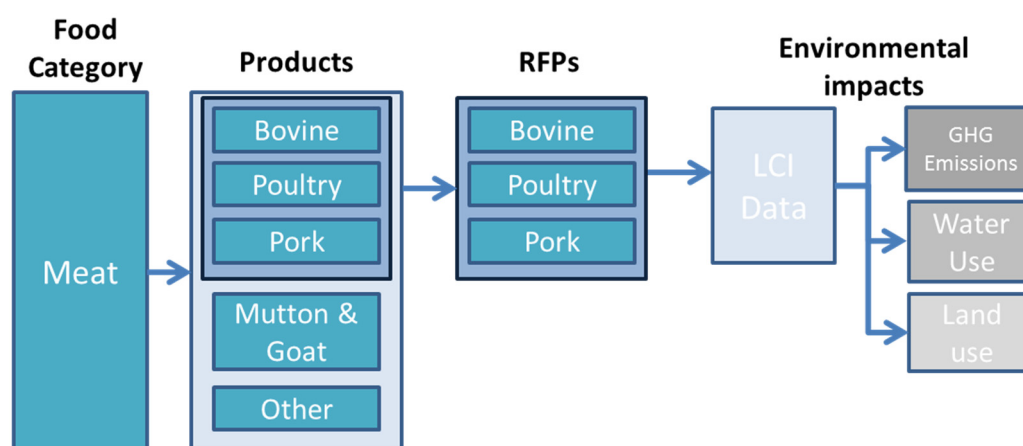 Food
Category
Products
RFPs
Environmental
impacts
Meat
Bovine
Poultry
Pork
Mutton &
Goat
Other
Bovine
Poultry
Pork
LCI
Data
GHG
Emissions
Water
Use
Land
use